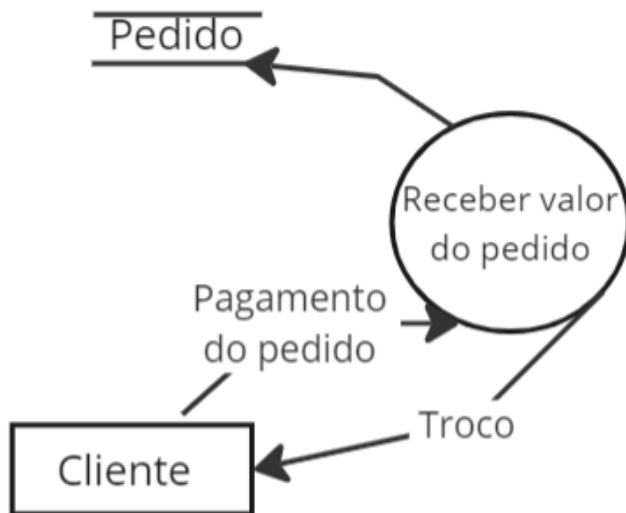 Pedido
Receber valor
do pedido
Pagamento
do pedido
Troco
Cliente